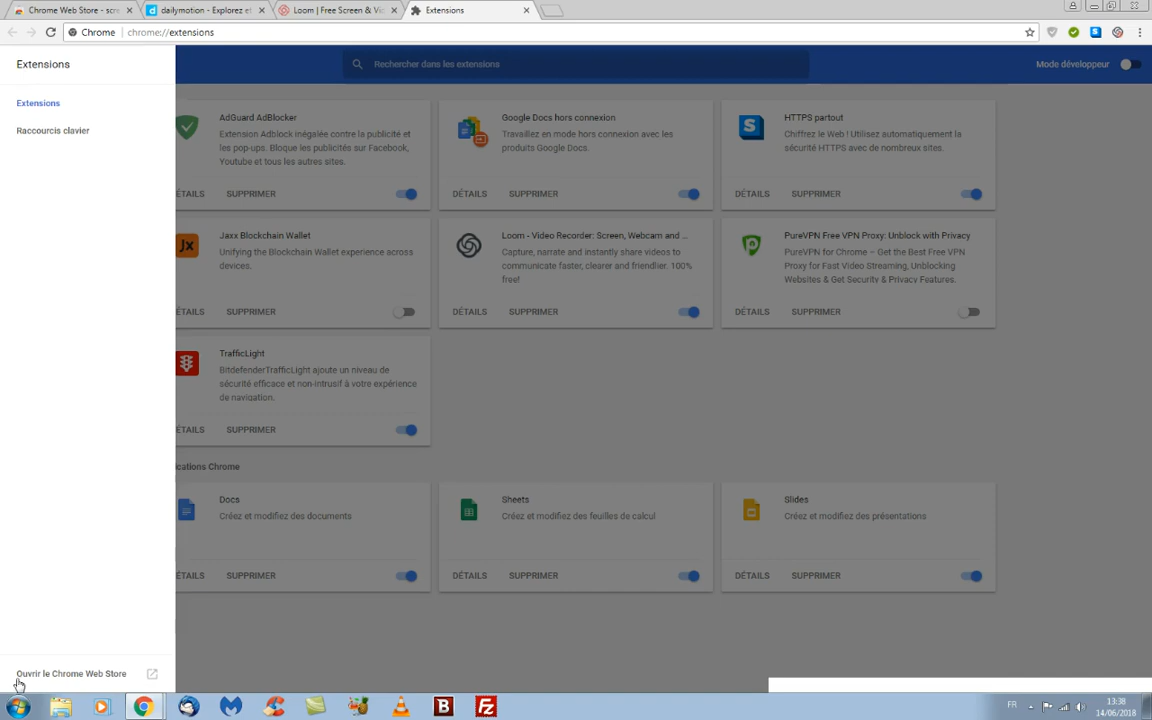 Chrome Web Store - scre
dailymotion - Explorez et
Loom | Free Screen & Vid
Extensions
Chrome
chrome://extensions
Extensions
Rechercher dans les extensions
Mode développeur
Extensions
Raccourcis clavier
AdGuard AdBlocker
Extension Adblock inégalée contre la publicité et
les pop-ups. Bloque les publicités sur Facebook,
Youtube et tous les autres sites.
ÉTAILS
SUPPRIMER
Google Docs hors connexion
Travaillez en mode hors connexion avec les
produits Google Docs.
DÉTAILS
SUPPRIMER
HTTPS partout
Chiffrez le Web ! Utilisez automatiquement la
sécurité HTTPS avec de nombreux sites.
DÉTAILS
SUPPRIMER
Jx
Jaxx Blockchain Wallet
Unifying the Blockchain Wallet experience across
devices.
ÉTAILS
SUPPRIMER
Loom - Video Recorder: Screen, Webcam and ...
Capture, narrate and instantly share videos to
communicate faster, clearer and friendlier. 100%
free!
DÉTAILS
SUPPRIMER
PureVPN Free VPN Proxy: Unblock with Privacy
PureVPN for Chrome – Get the Best Free VPN
Proxy for Fast Video Streaming, Unblocking
Websites & Get Security & Privacy Features.
DÉTAILS
SUPPRIMER
TrafficLight
BitdefenderTrafficLight ajoute un niveau de
sécurité efficace et non-intrusif à votre expérience
de navigation.
ÉTAILS
SUPPRIMER
ications Chrome
Docs
Créez et modifiez des documents
ÉTAILS
SUPPRIMER
Sheets
Créez et modifiez des feuilles de calcul
DÉTAILS
SUPPRIMER
Slides
Créez et modifiez des présentations
DÉTAILS
SUPPRIMER
Ouvrir le Chrome Web Store
FR
13:38
14/06/2018